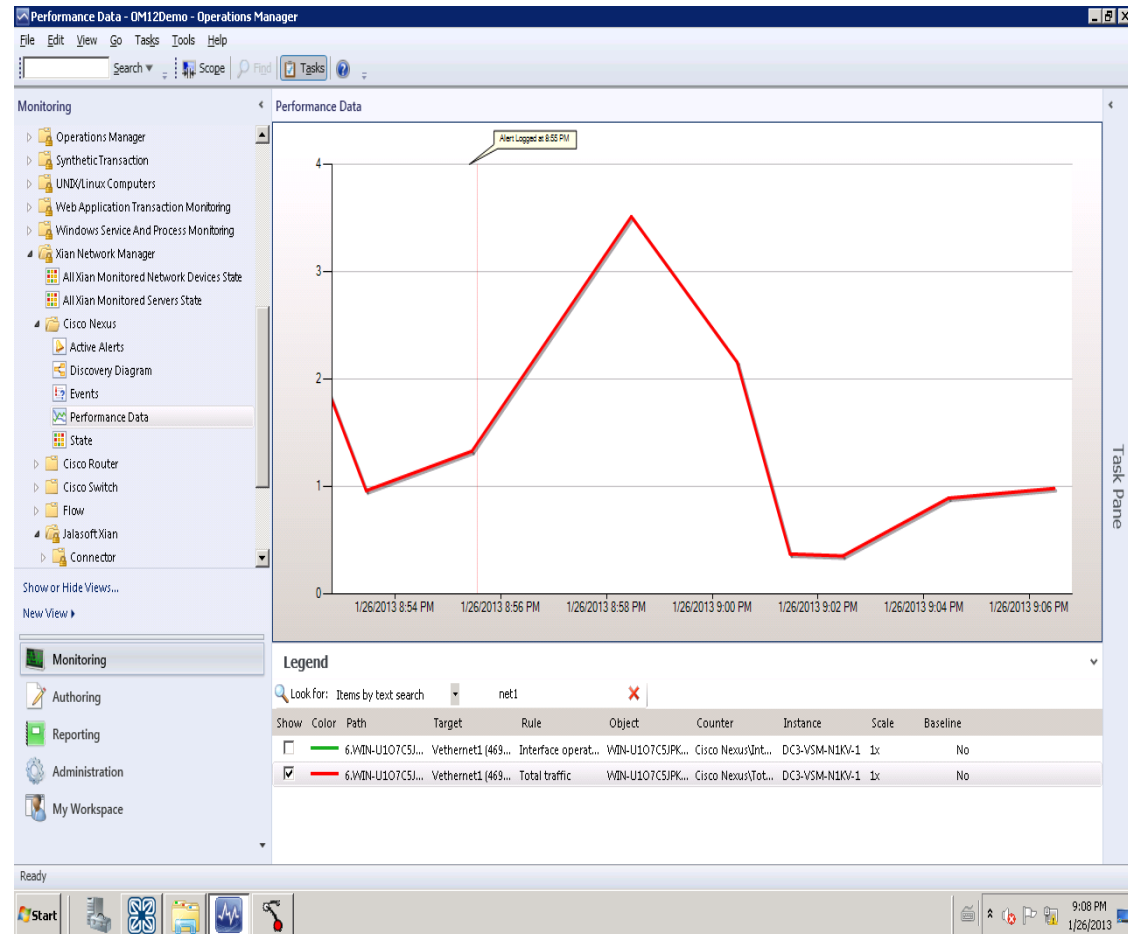 Performance Data - OM12Demo - Operations Manager
File Edit View Go Tasks Tools Help
Search Scope Find Tasks
Monitoring
Operations Manager
Synthetic Transaction
UNIX/Linux Computers
Web Application Transaction Monitoring
Windows Service And Process Monitoring
Xian Network Manager
All Xian Monitored Network Devices State
All Xian Monitored Servers State
Cisco Nexus
Active Alerts
Discovery Diagram
Events
Performance Data
State
Cisco Router
Cisco Switch
Flow
Jalasoft Xian
Connector
Show or Hide Views...
New View
Monitoring
Authoring
Reporting
Administration
My Workspace
Performance Data
Alert Logged at 8:55 PM
4
3
2
1
0
1/26/2013 8:54 PM 1/26/2013 8:56 PM 1/26/2013 8:58 PM 1/26/2013 9:00 PM 1/26/2013 9:02 PM 1/26/2013 9:04 PM 1/26/2013 9:06 PM
Task Pane
Legend
Look for: Items by text search net1
Show Color Path Target Rule Object Counter Instance Scale Baseline
6.WIN-U1O7C5J... Vethernet1 (469... Interface operat... WIN-U1O7C5JPK... Cisco Nexus\Int... DC3-VSM-N1KV-1 1x No
6.WIN-U1O7C5J... Vethernet1 (469... Total traffic WIN-U1O7C5JPK... Cisco Nexus\Tot... DC3-VSM-N1KV-1 1x No
Ready
Start
9:08 PM
1/26/2013